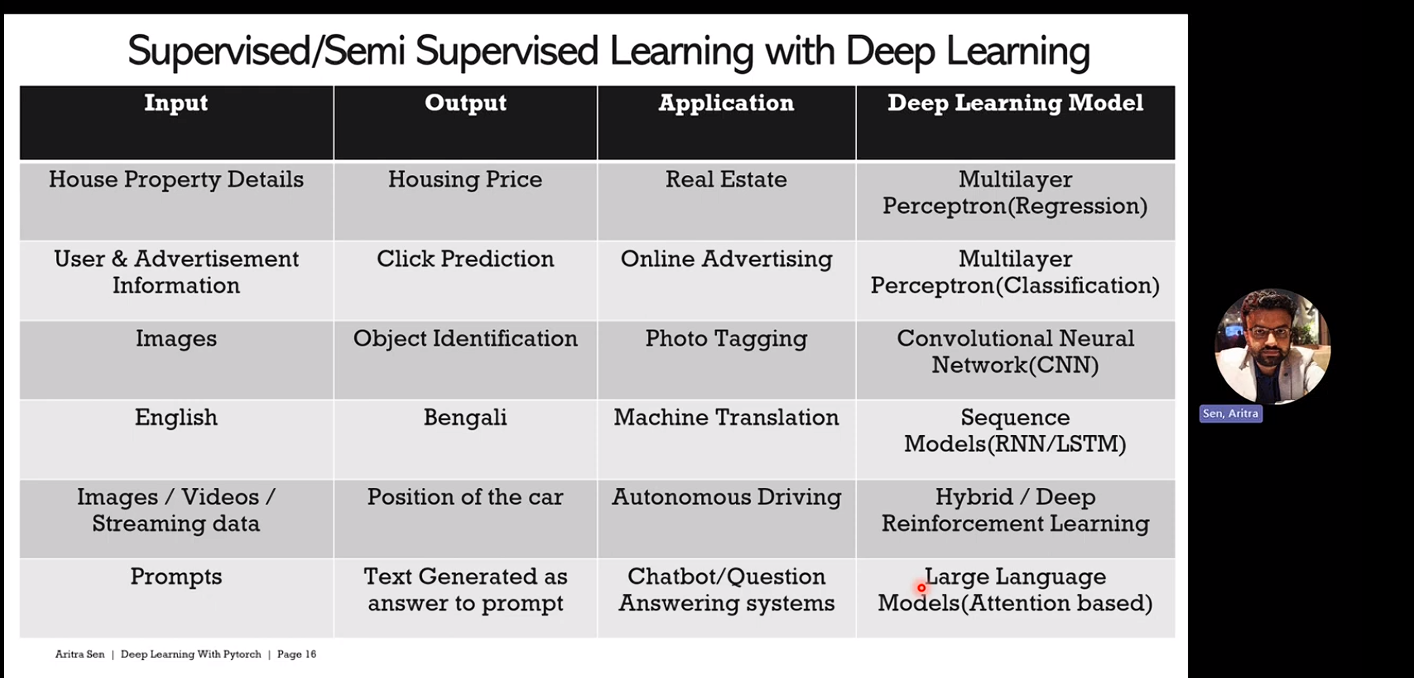 Supervised/Semi Supervised Learning with Deep Learning
Input
Output
Application
Deep Learning Model
House Property Details
Housing Price
Real Estate
Multilayer
Perceptron(Regression)
User & Advertisement
Information
Click Prediction
Online Advertising
Multilayer
Perceptron(Classification)
Images
Object Identification
Photo Tagging
Convolutional Neural
Network(CNN)
English
Bengali
Machine Translation
Sequence
Models(RNN/LSTM)
Images / Videos /
Streaming data
Position of the car
Autonomous Driving
Hybrid / Deep
Reinforcement Learning
Prompts
Text Generated as
answer to prompt
Chatbot/Question
Answering systems
Large Language
Models(Attention based)
Aritra Sen | Deep Learning With Pytorch | Page 16
Sen, Aritra